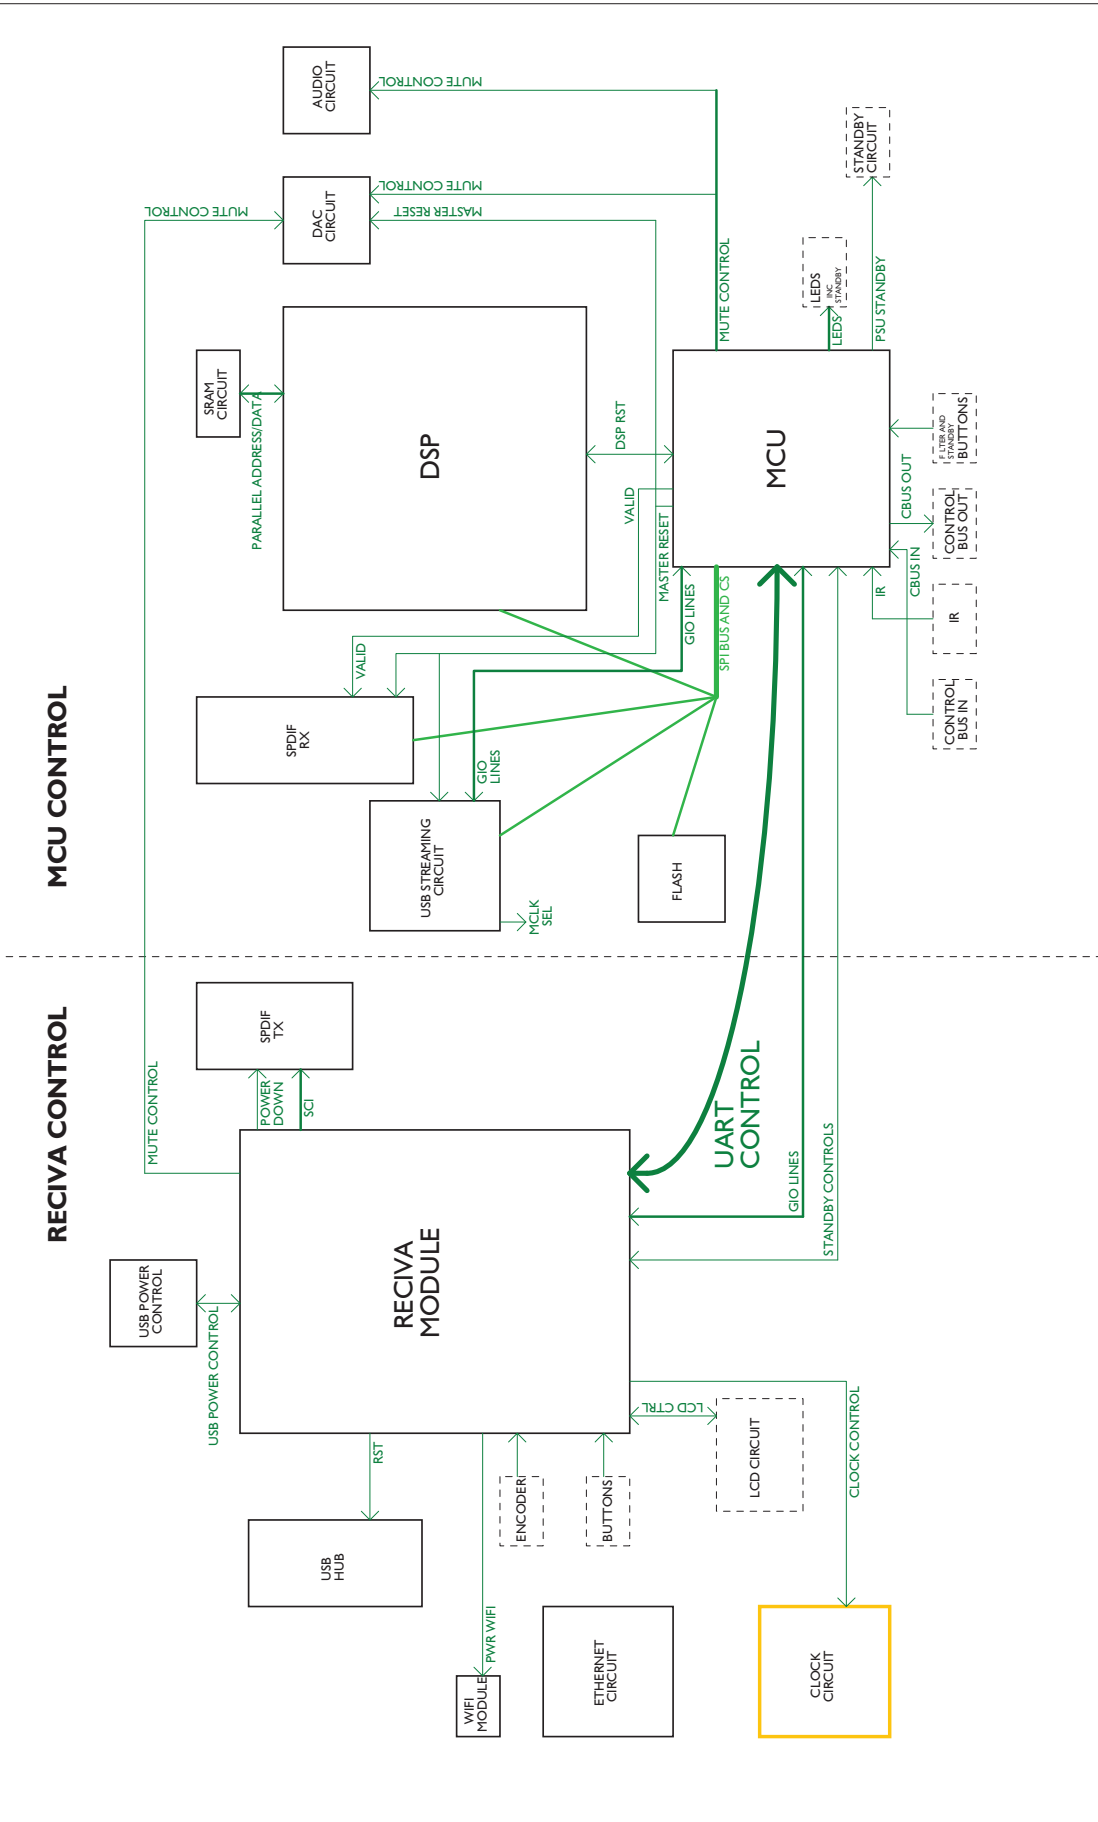 RECIVA CONTROL
MCU CONTROL
USB POWER
CONTROL
USB POWER CONTROL
MUTE CONTROL
MUTE CONTROL
POWER
DOWN
SCI
SPDIF
TX
RECIVA
MODULE
RST
USB
HUB
PWR WIFI
WIFI
MODULE
ENCODER
BUTTONS
ETHERNET
CIRCUIT
LCD CTRL
LCD CIRCUIT
CLOCK CONTROL
CLOCK
CIRCUIT
UART
CONTROL
GIO LINES
STANDBY CONTROLS
SPDIF
RX
VALID
USB STREAMING
CIRCUIT
GIO
LINES
MCLK
SEL
FLASH
SRAM
CIRCUIT
PARALLEL ADDRESS/DATA
DSP
DAC
CIRCUIT
MUTE CONTROL
MASTER RESET
AUDIO
CIRCUIT
MUTE CONTROL
DSP RST
VALID
MASTER RESET
GIO LINES
SPI BUS AND CS
MCU
MUTE CONTROL
LEDS
LEDS
INC
STANDBY
PSU STANDBY
STANDBY
CIRCUIT
IR
CBUS IN
CBUS OUT
CONTROL
BUS IN
IR
CONTROL
BUS OUT
F LTER AND
STANDBY
BUTTONS